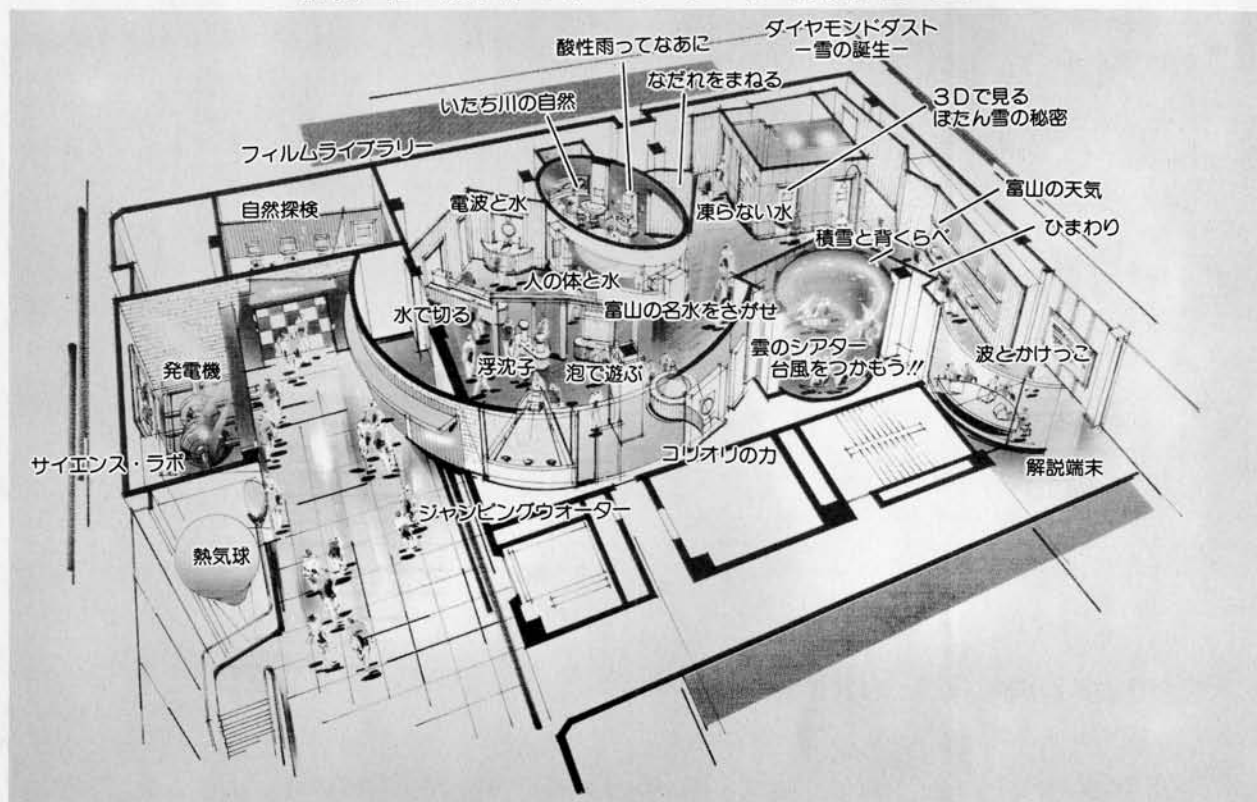 酸性雨ってなあに
ダイヤモンドダスト
ー雪の誕生ー
いたち川の自然
なだれをまねる
3Dで見る
ぼたん雪の秘密
フィルムライブラリー
自然探検
電波と水
凍らない水
富山の天気
積雪と背くらべ
ひまわり
人の体と水
水で切る
富山の名水をさがせ
発電機
浮沈子
泡で遊ぶ
雲のシアター
台風をつかもう!!
波とかけっこ
サイエンス・ラボ
コリオリの力
解説端末
ジャンピングウオーター
熱気球